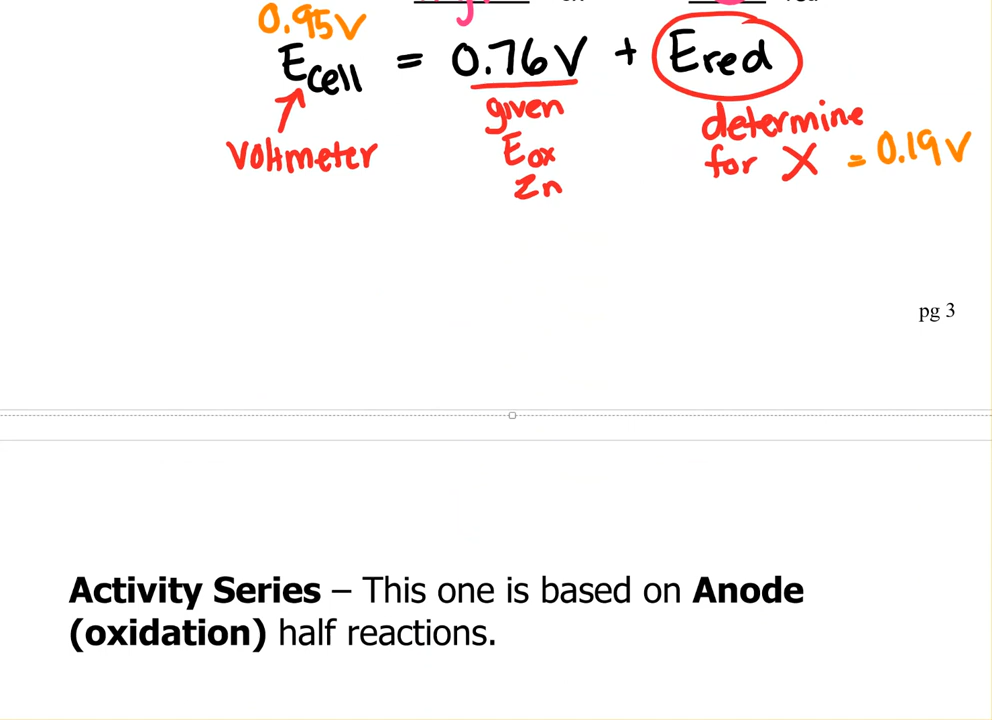 0.95V
Ecell = 0.76V + Ered
Voltmeter given determine
Eox for X = 0.19V
Zn
pg 3
Activity Series – This one is based on Anode
(oxidation) half reactions.